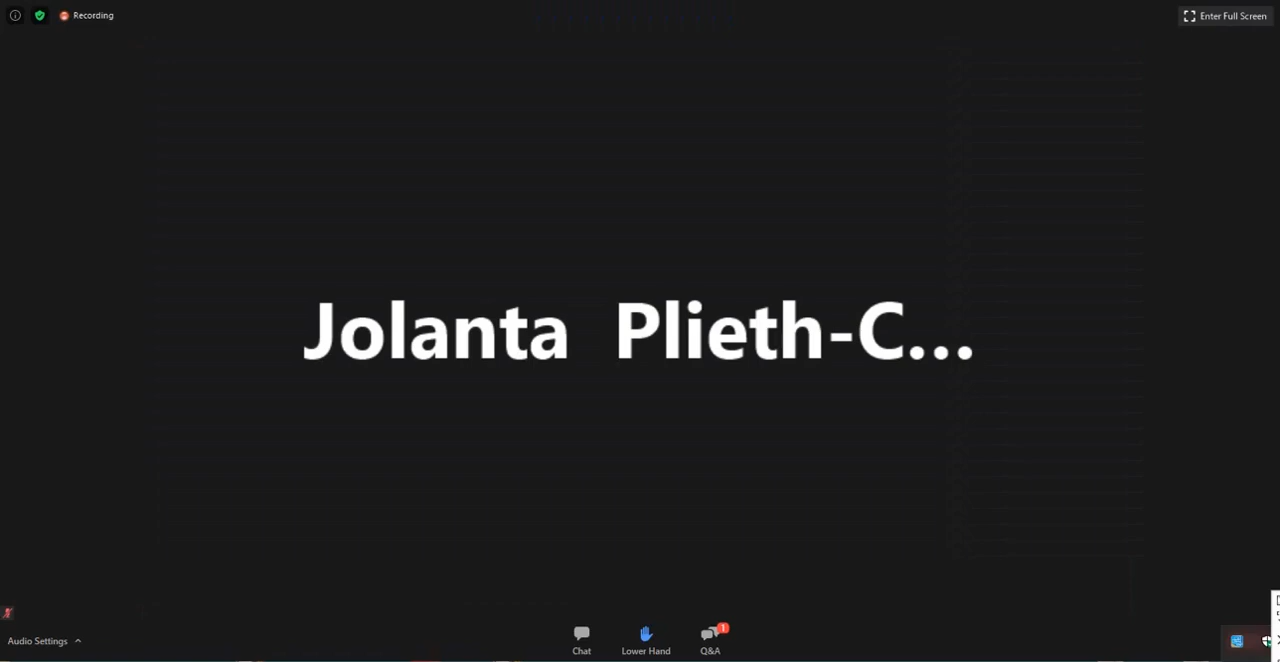 Recording
Enter Full Screen
Jolanta Plieth-C...
Audio Settings
Chat
Lower Hand
Q&A
1